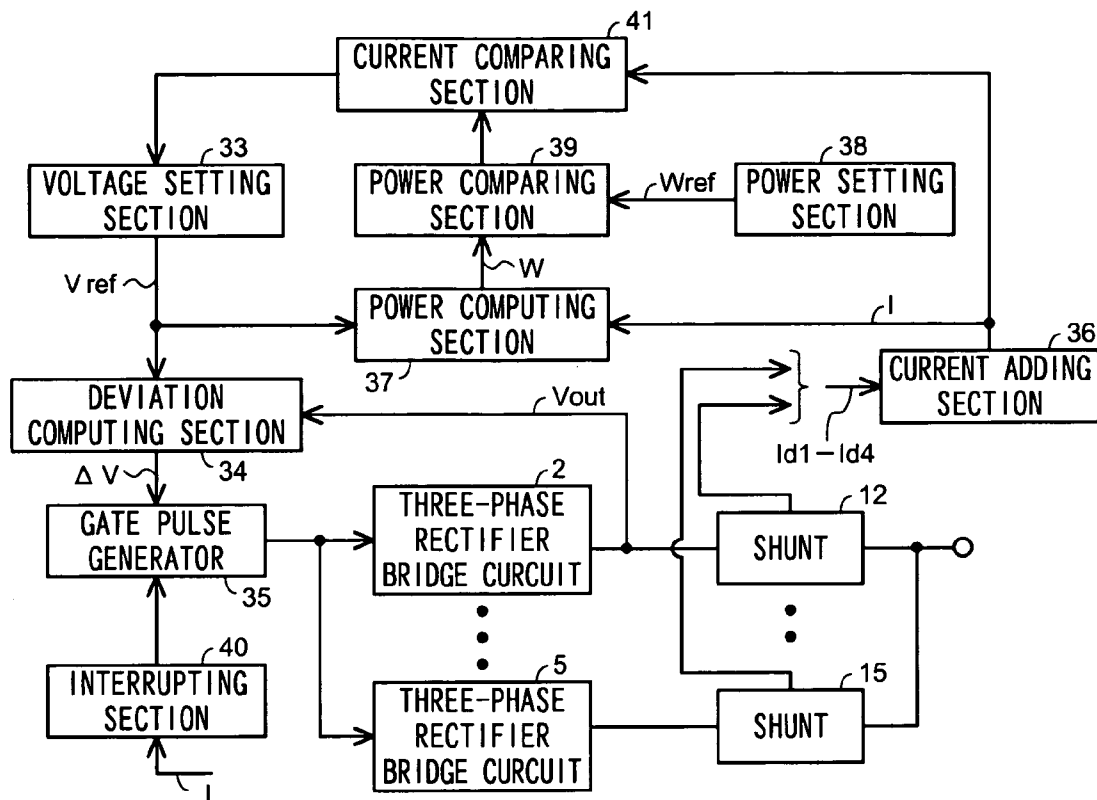 41
CURRENT COMPARING
SECTION
33
VOLTAGE SETTING
SECTION
39
POWER COMPARING
SECTION
Wref
38
POWER SETTING
SECTION
V ref
W
POWER COMPUTING
SECTION
37
I
36
CURRENT ADDING
SECTION
DEVIATION
COMPUTING SECTION
34
Vout
Id1-Id4
Δ V
GATE PULSE
GENERATOR
35
2
THREE-PHASE
RECTIFIER
BRIDGE CURCUIT
12
SHUNT
40
INTERRUPTING
SECTION
I
5
THREE-PHASE
RECTIFIER
BRIDGE CURCUIT
15
SHUNT